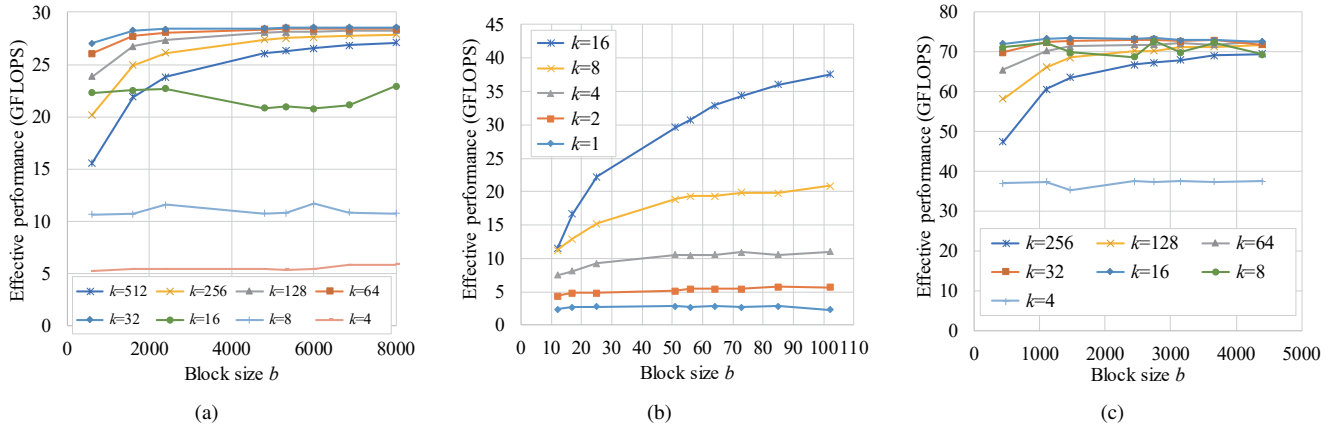 Effective performance (GFLOPS)
30
25
20
15
10
5
0
k=512
k=256
k=128
k=64
k=32
k=16
k=8
k=4
0
2000
4000
6000
8000
Block size b
(a)
Effective performance (GFLOPS)
45
40
35
30
25
20
15
10
5
0
k=16
k=8
k=4
k=2
k=1
0
10
20
30
40
50
60
70
80
90
100
110
Block size b
(b)
Effective performance (GFLOPS)
80
70
60
50
40
30
20
10
0
k=256
k=128
k=64
k=32
k=16
k=8
k=4
0
1000
2000
3000
4000
5000
Block size b
(c)